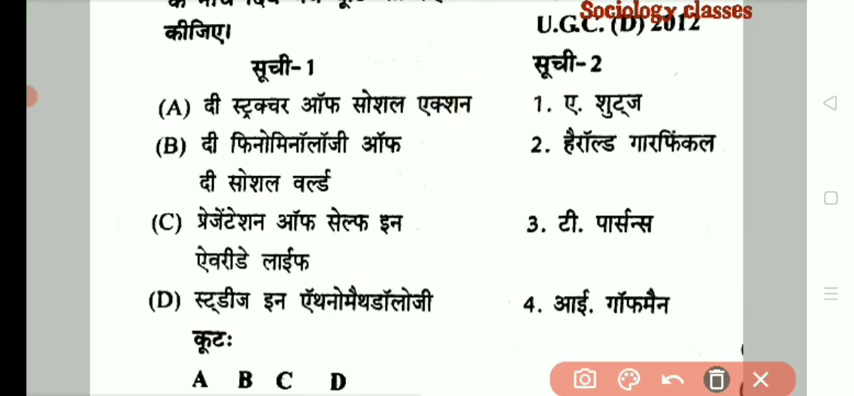 Sociology classes
कीजिए।
U.G.C. (D) 2012
सूची-1 सूची-2
(A) दी स्ट्रक्चर ऑफ सोशल एक्शन 1. ए. शुट्ज
(B) दी फिनोमिनॉलॉजी ऑफ 2. हैरॉल्ड गारफिंकल
दी सोशल वर्ल्ड
(C) प्रेजेंटेशन ऑफ सेल्फ इन 3. टी. पार्सन्स
ऐवरीडे लाईफ
(D) स्ट्डीज इन ऍथनोमैथडॉलोजी 4. आई. गॉफमैन
कूटः
A B C D